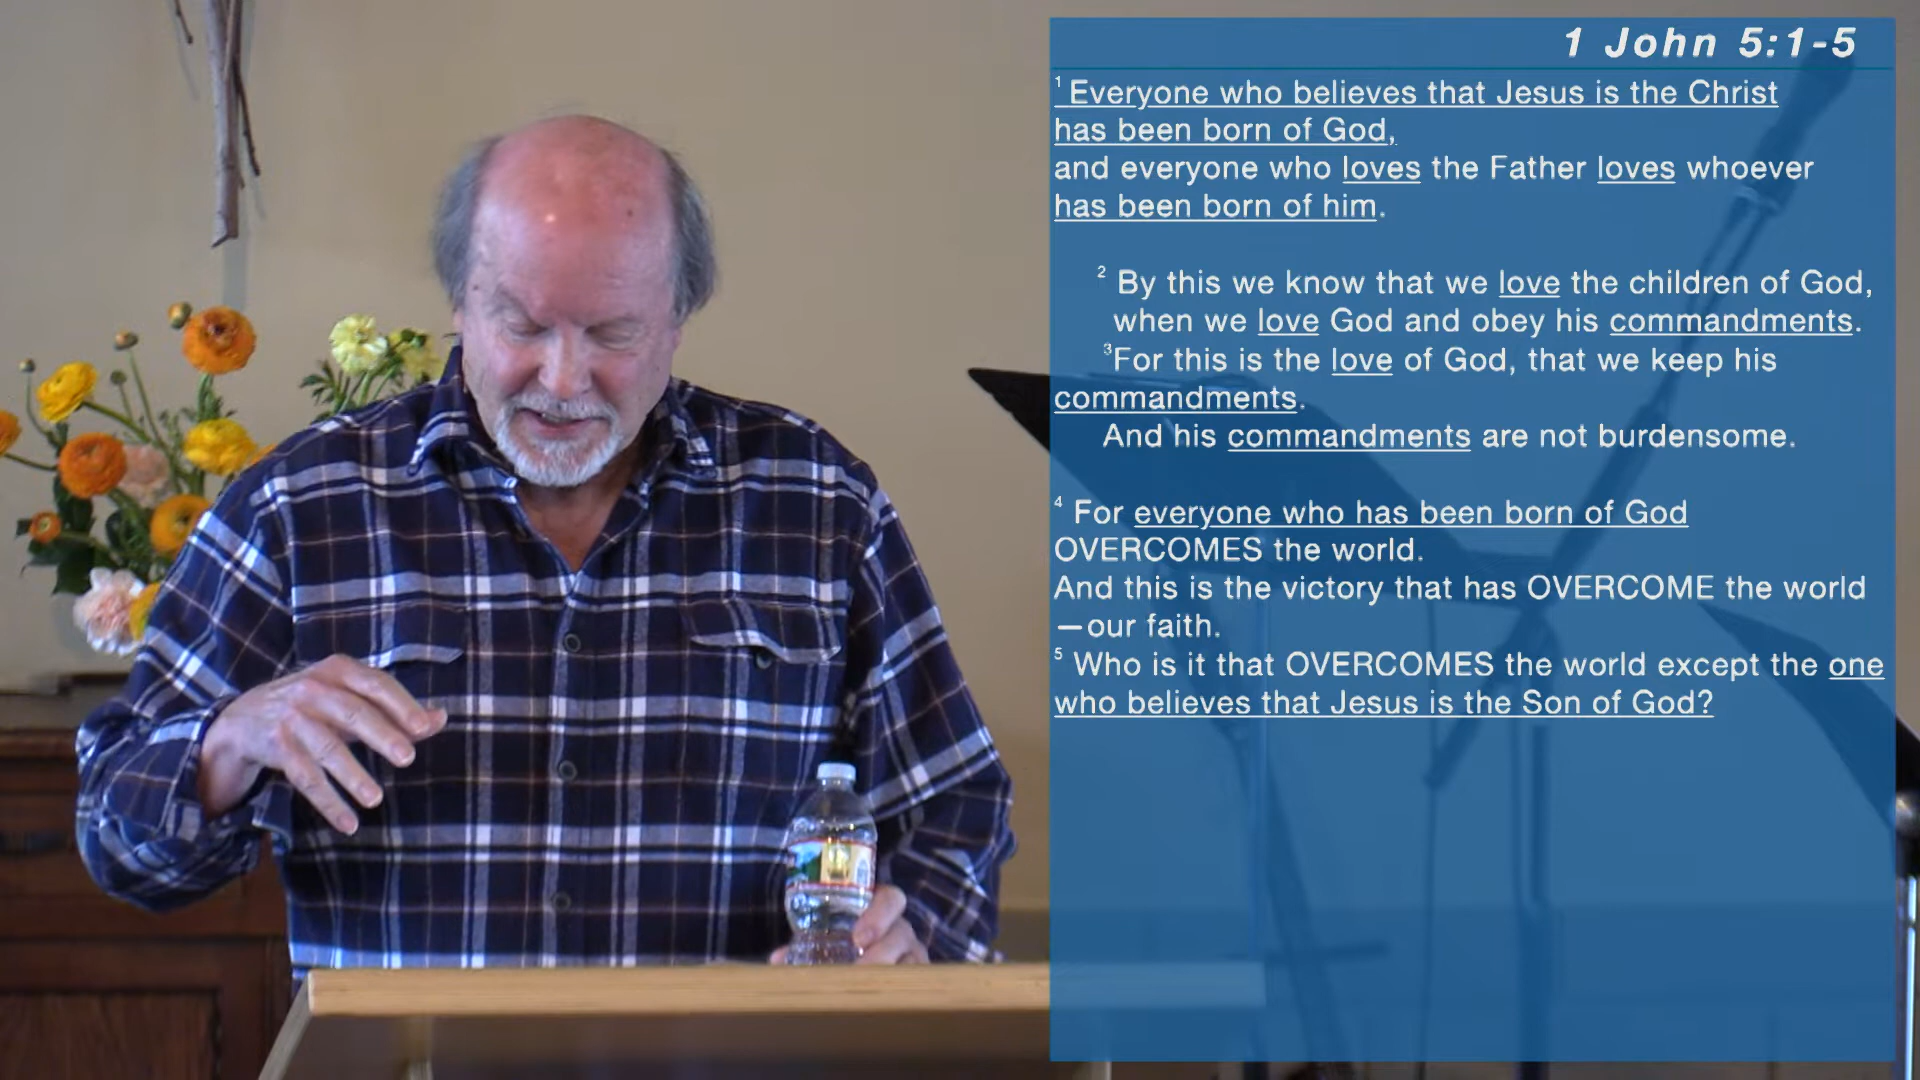 1 John 5:1-5
¹ Everyone who believes that Jesus is the Christ
has been born of God,
and everyone who loves the Father loves whoever
has been born of him.
² By this we know that we love the children of God,
when we love God and obey his commandments.
³For this is the love of God, that we keep his
commandments.
And his commandments are not burdensome.
⁴ For everyone who has been born of God
OVERCOMES the world.
And this is the victory that has OVERCOME the world
—our faith.
⁵ Who is it that OVERCOMES the world except the one
who believes that Jesus is the Son of God?